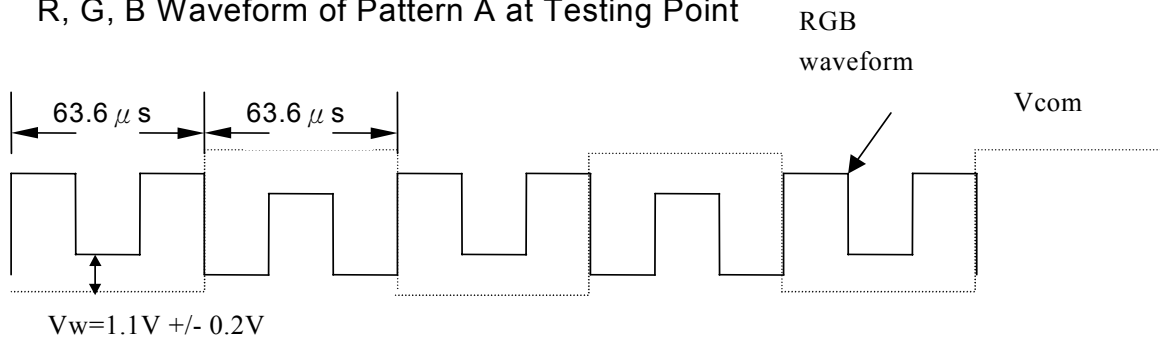 R, G, B Waveform of Pattern A at Testing Point
RGB
waveform
Vcom
63.6 μ s
63.6 μ s
Vw=1.1V +/- 0.2V